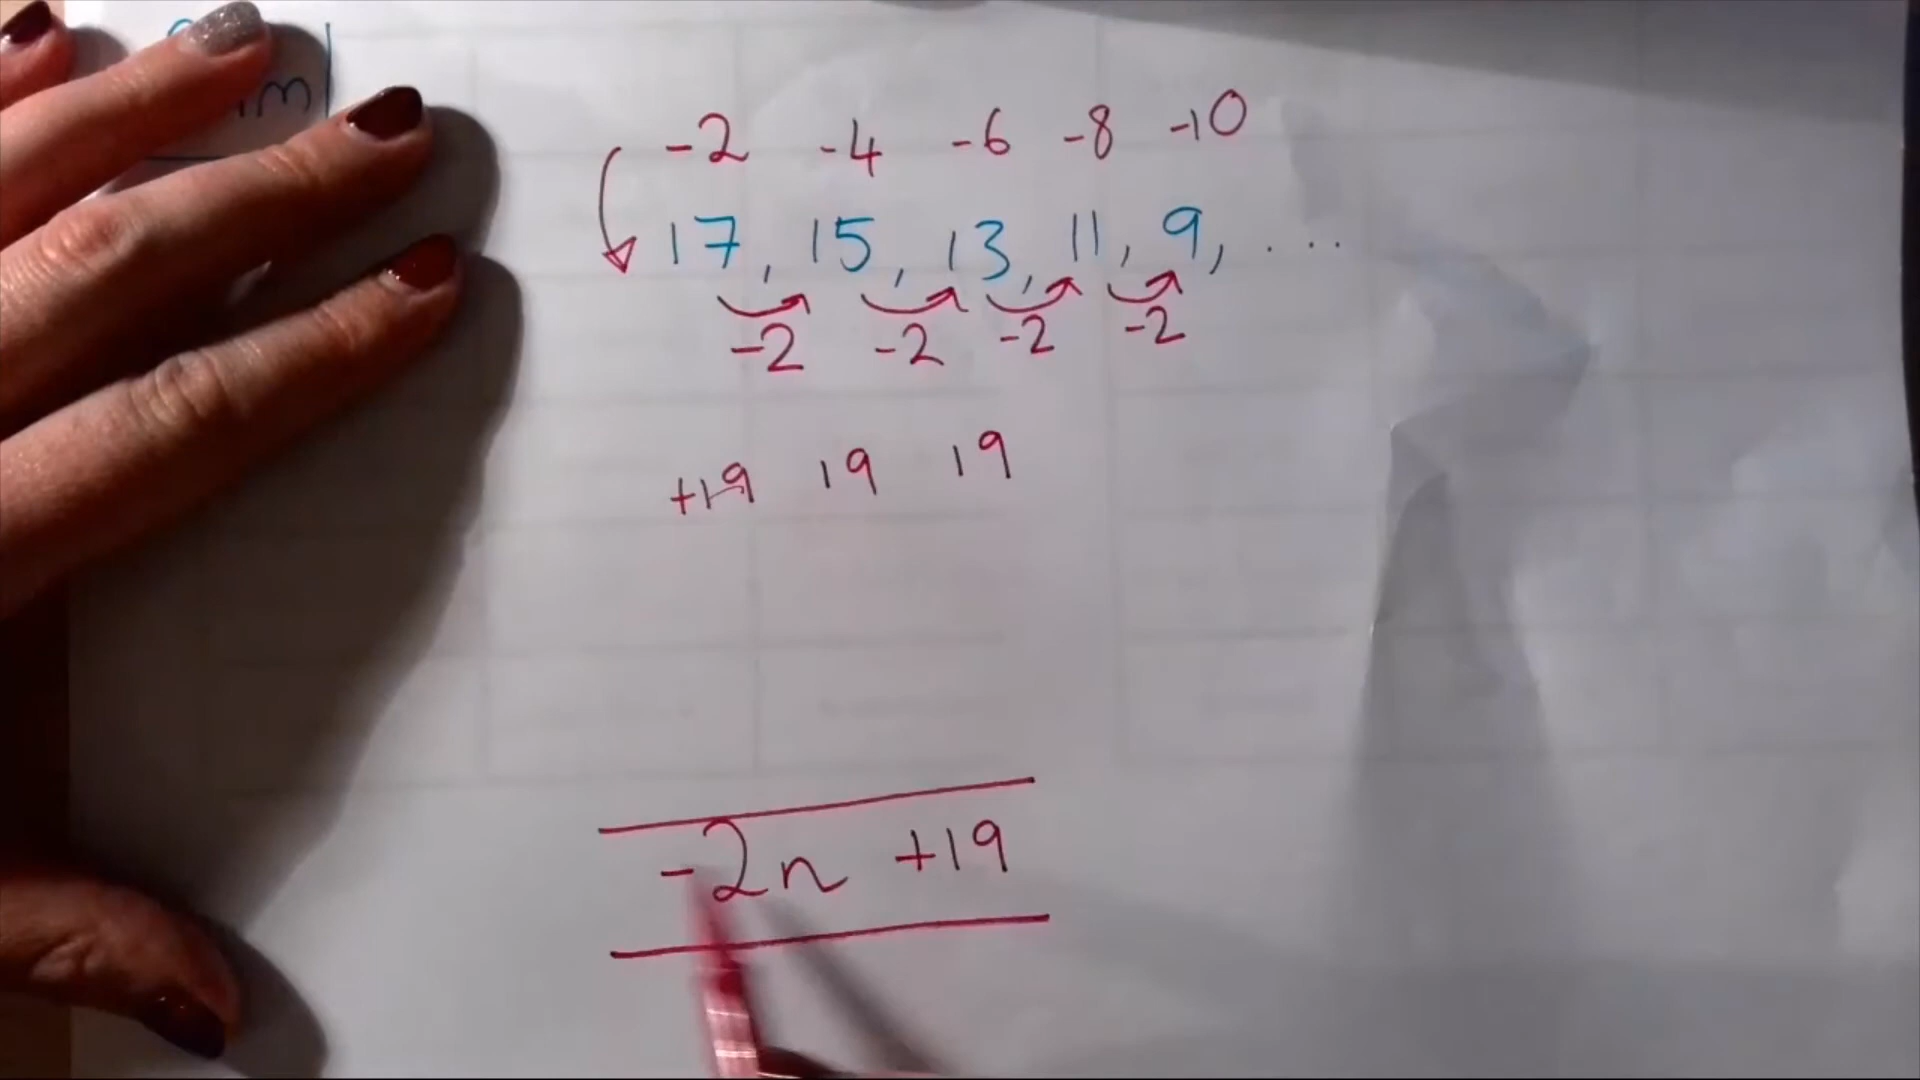 -2 -4 -6 -8 -10
17, 15, 13, 11, 9, ....
-2 -2 -2 -2
+19 19 19
-2n +19